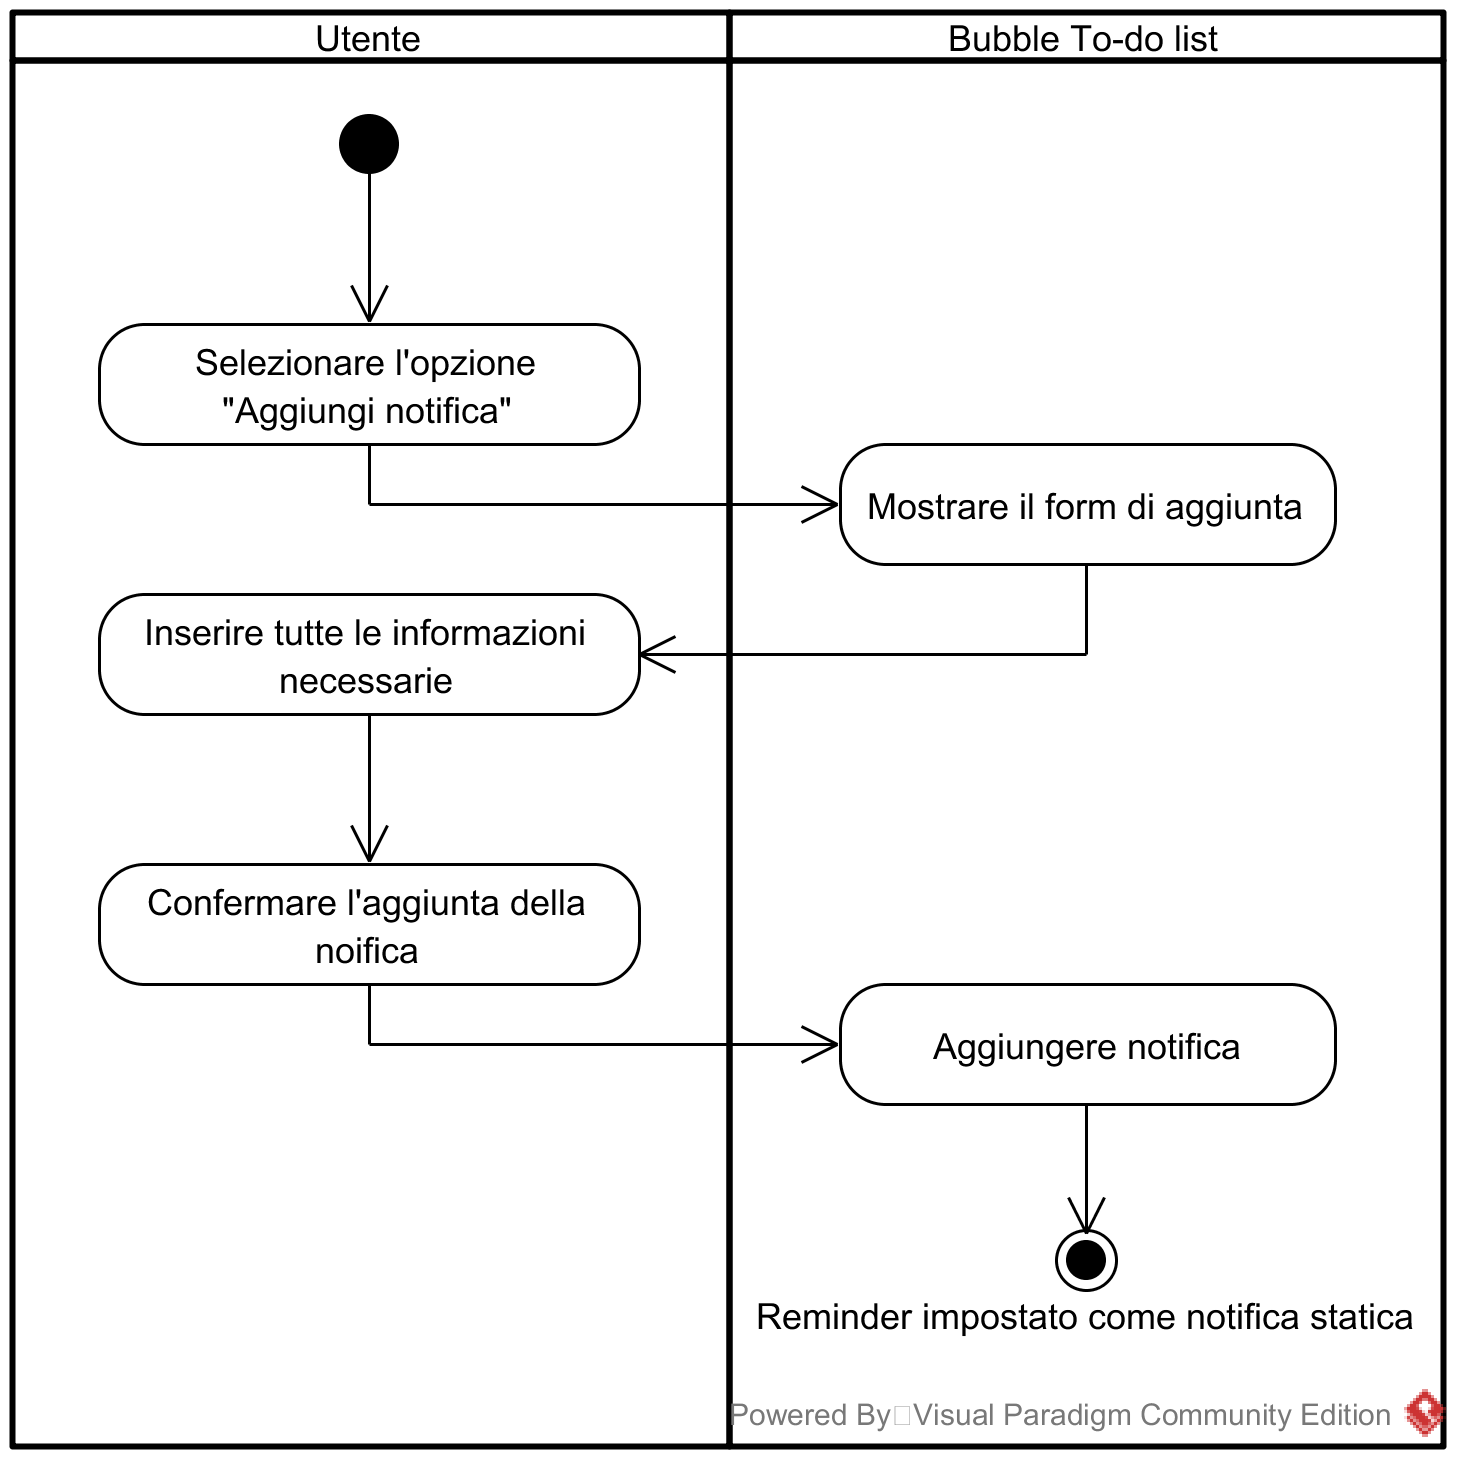 Utente
Bubble To-do list
Selezionare l'opzione
"Aggiungi notifica"
Mostrare il form di aggiunta
Inserire tutte le informazioni
necessarie
Confermare l'aggiunta della
noifica
Aggiungere notifica
Reminder impostato come notifica statica
Powered By Visual Paradigm Community Edition